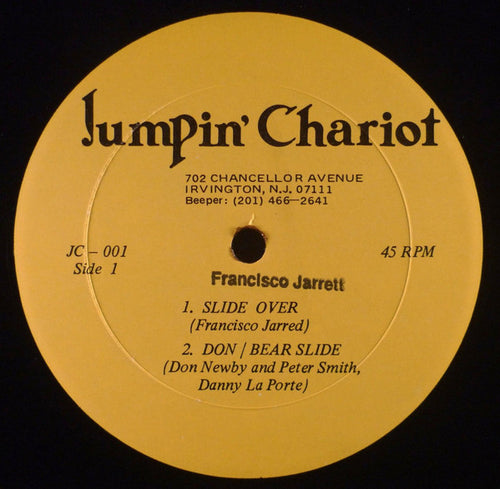 Jumpin' Chariot
702 CHANCELLOR AVENUE
IRVINGTON, N.J. 07111
Beeper: (201) 466-2641
JC - 001
Side 1
45 RPM
Francisco Jarrett
1. SLIDE OVER
(Francisco Jarred)
2. DON / BEAR SLIDE
(Don Newby and Peter Smith,
Danny La Porte)